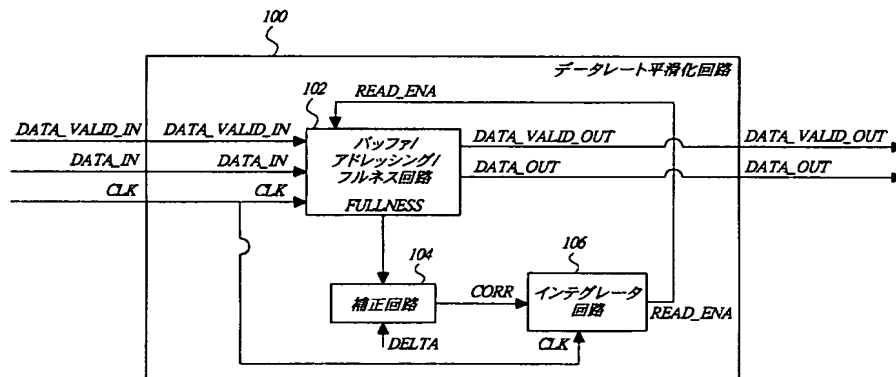 100
データレート平滑化回路
102
READ_ENA
DATA_VALID_IN
DATA_VALID_IN
DATA_VALID_OUT
DATA_VALID_OUT
DATA_IN
DATA_IN
DATA_OUT
DATA_OUT
CLK
CLK
バッファ/
アドレッシング/
フルネス回路
FULLNESS
104
106
補正回路
CORR
インテグレータ
回路
READ_ENA
DELTA
CLK